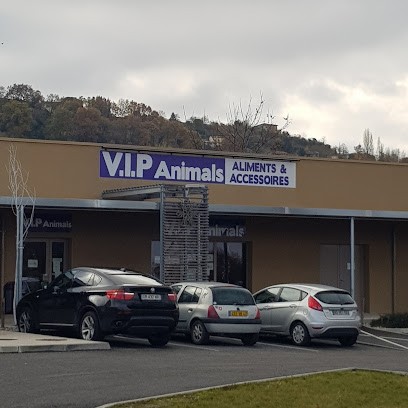 V.I.P Animals
ALIMENTS &
ACCESSOIRES
V.I.P Animals
V.I.P Animals